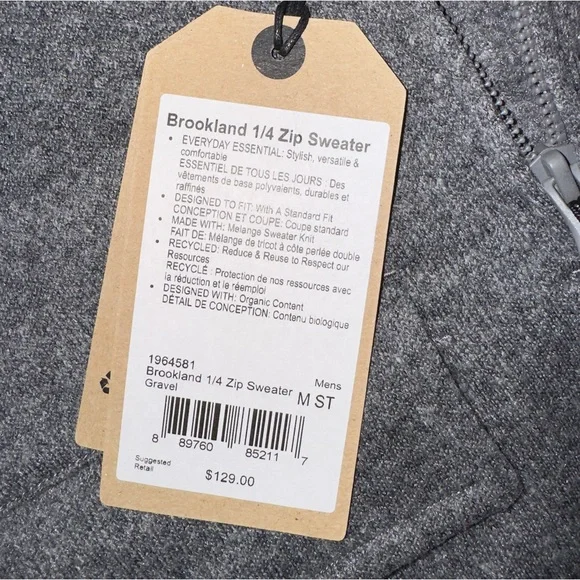 Brookland 1/4 Zip Sweater
• EVERYDAY ESSENTIAL: Stylish, versatile &
comfortable
ESSENTIEL DE TOUS LES JOURS : Des
vêtements de base polyvalents, durables et
raffinés
• DESIGNED TO FIT: With A Standard Fit
CONCEPTION ET COUPE: Coupe standard
• MADE WITH: Melange Sweater Knit
FAIT DE: Mélange de tricot à côte perlée double
• RECYCLED: Reduce & Reuse to Respect our
Resources
RECYCLÉ : Protection de nos ressources avec
la réduction et le réemploi
• DESIGNED WITH: Organic Content
DÉTAIL DE CONCEPTION: Contenu biologique
1964581
Brookland 1/4 Zip Sweater Mens
Gravel M ST
8 89760 85211 7
Suggested
Retail
$129.00